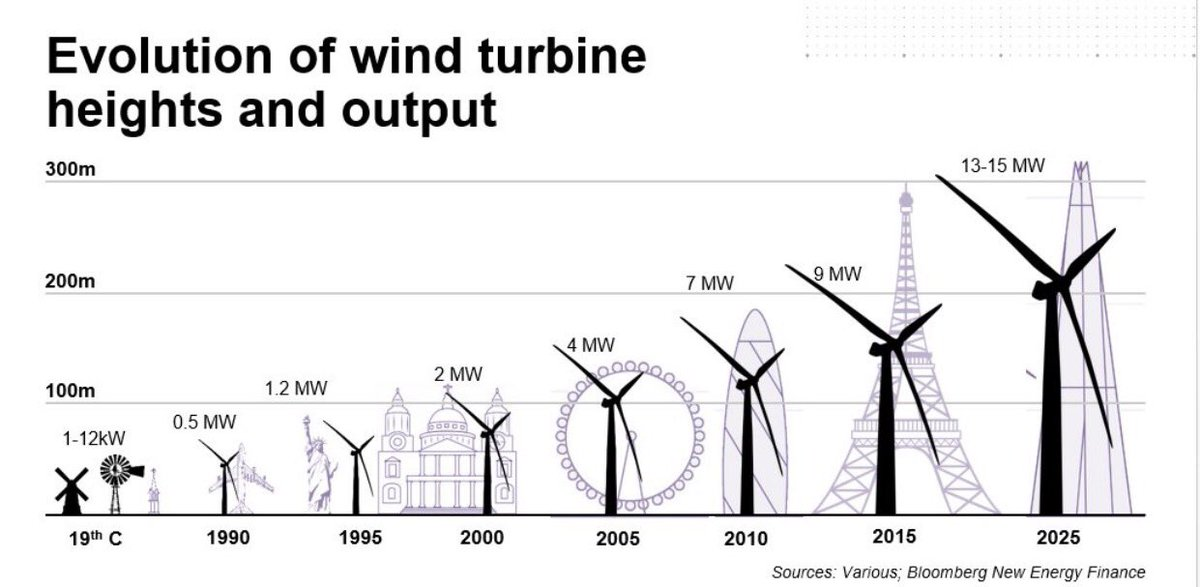 Evolution of wind turbine
heights and output
300m
13-15 MW
200m
7 MW
9 MW
4 MW
100m
1.2 MW
2 MW
0.5 MW
1-12kW
19th C
1990
1995
2000
2005
2010
2015
2025
Sources: Various; Bloomberg New Energy Finance